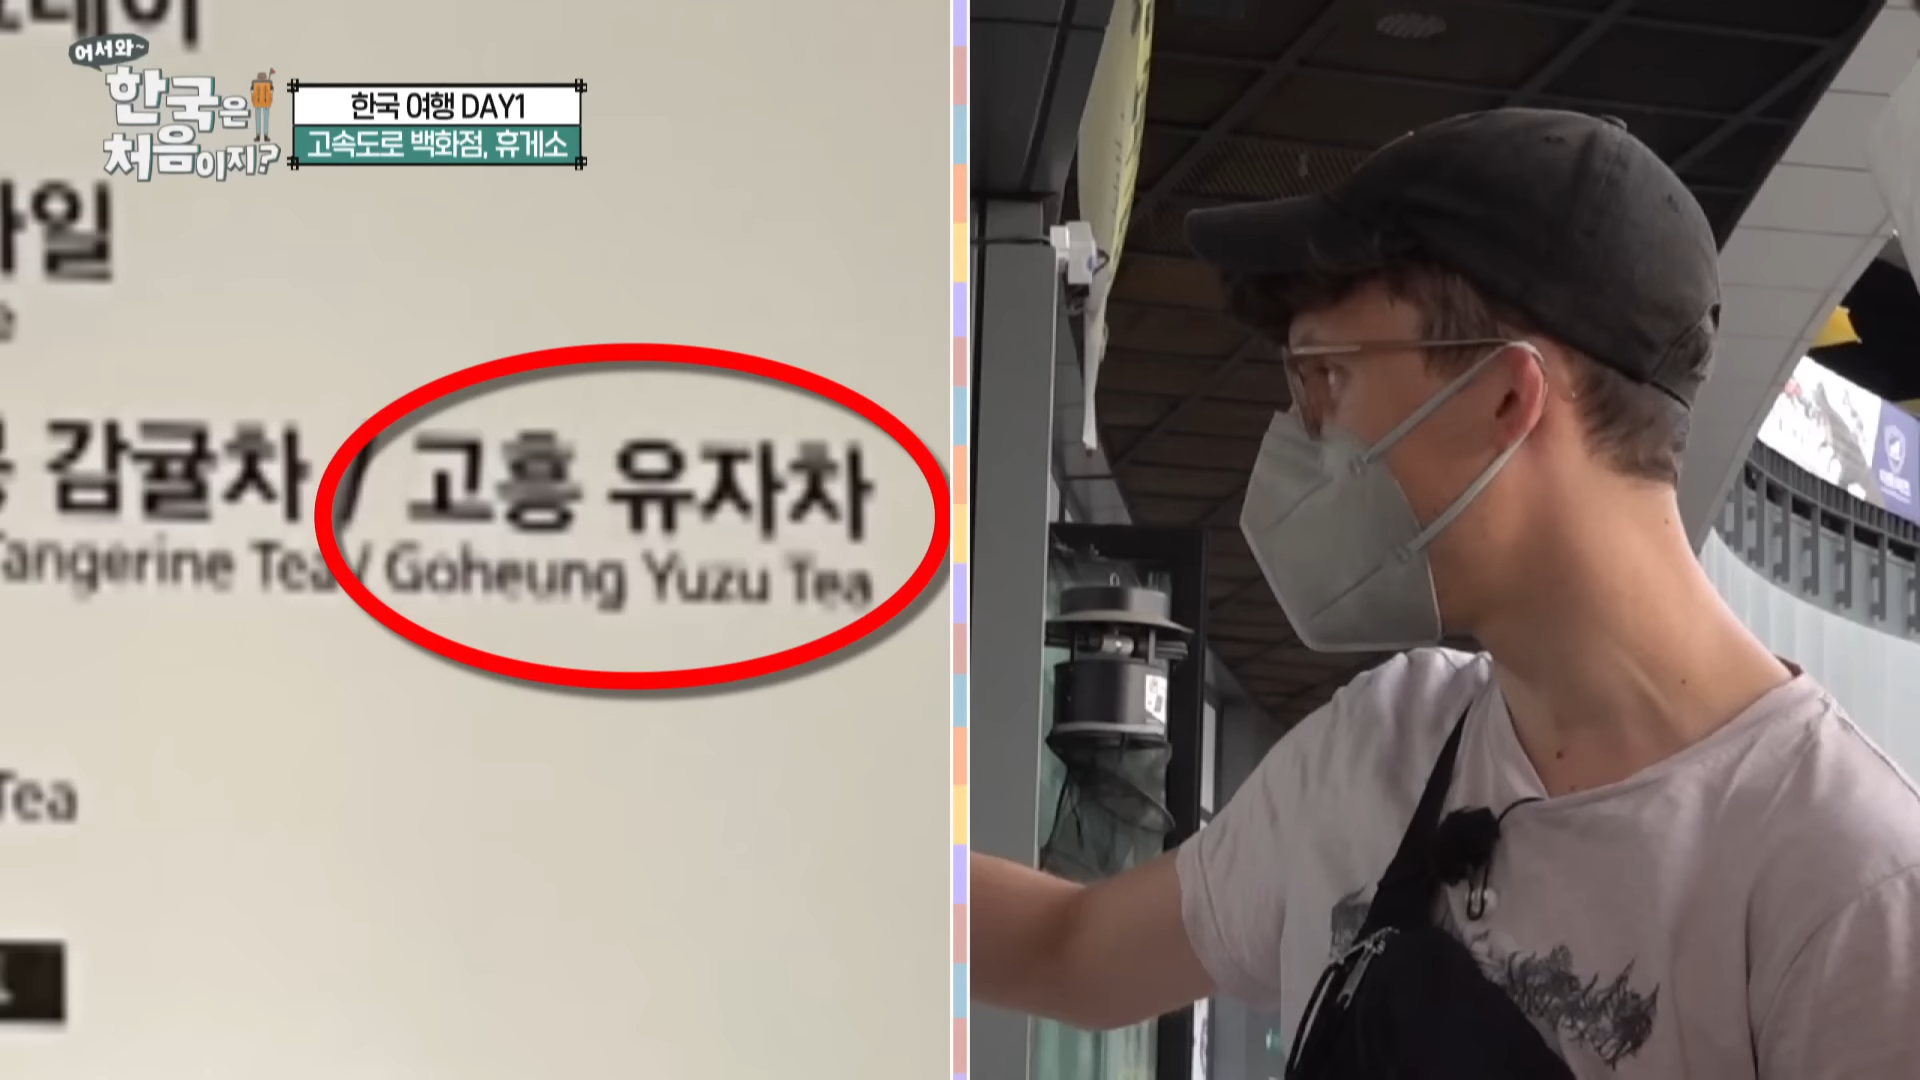 어서와~
한국은
처음이지?
한국 여행 DAY1
고속도로 백화점, 휴게소
감귤차 / 고흥 유자차
Tangerine Tea / Goheung Yuzu Tea
Tea